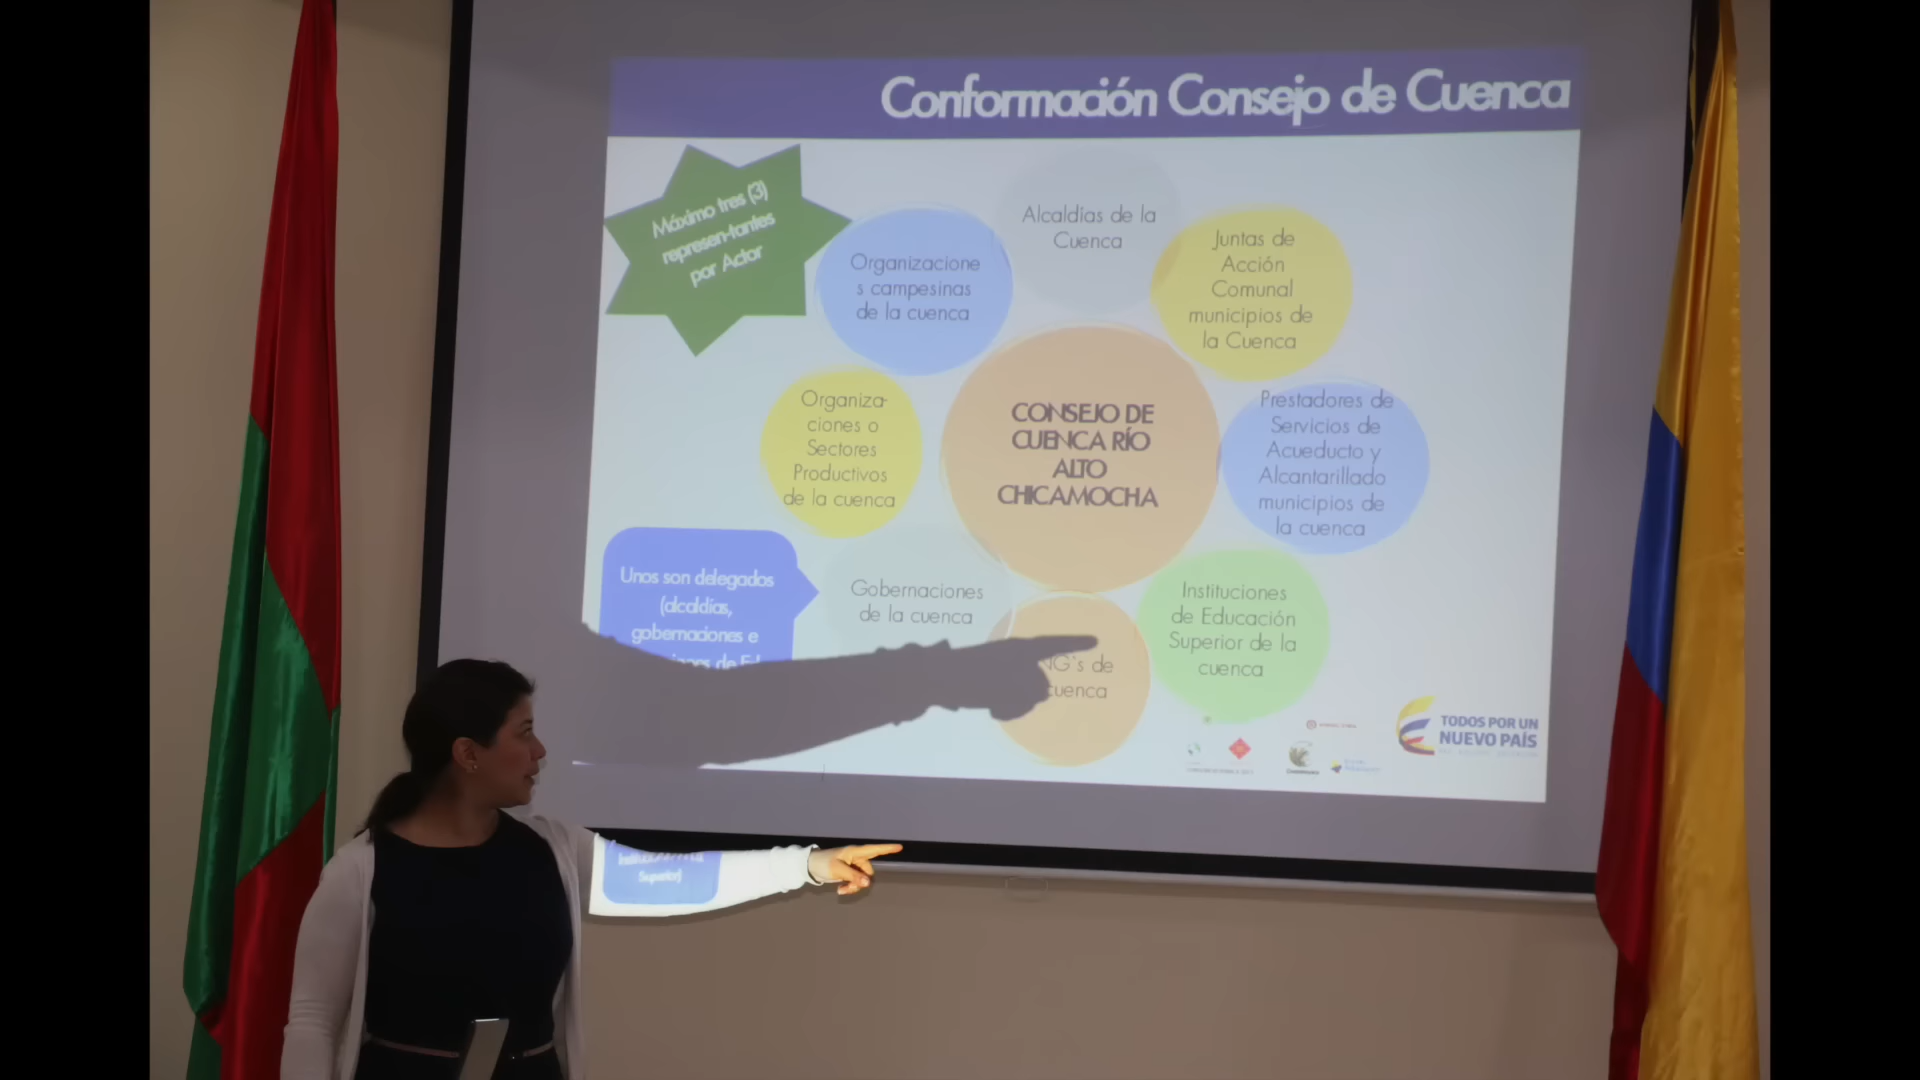 Conformación Consejo de Cuenca
Máximo tres (3)
represen-tantes
por Actor
Organizacione
s campesinas
de la cuenca
Alcaldías de la
Cuenca
Juntas de
Acción
Comunal
municipios de
la Cuenca
Organiza-
ciones o
Sectores
Productivos
de la cuenca
CONSEJO DE
CUENCA RÍO
ALTO
CHICAMOCHA
Prestadores de
Servicios de
Acueducto y
Alcantarillado
municipios de
la cuenca
Unos son delegados
(alcaldías,
gobernaciones e
Gobernaciones
de la cuenca
NG's de
cuenca
Instituciones
de Educación
Superior de la
cuenca
TODOS POR UN
NUEVO PAÍS
Superior)